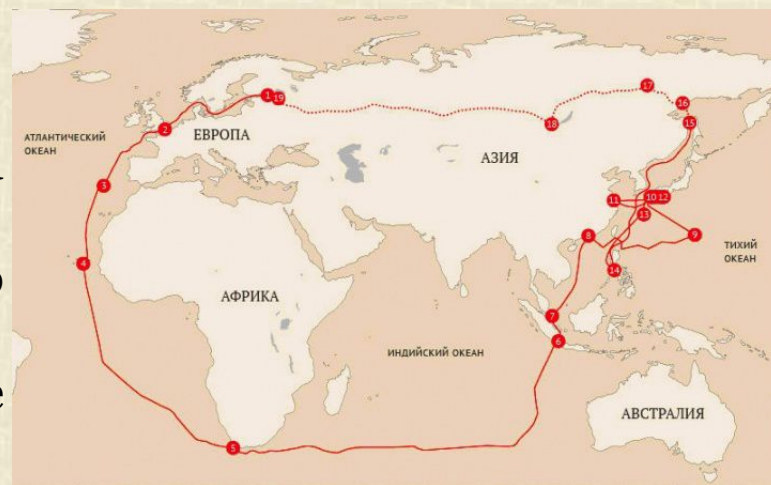 1
19
17
16
18
15
2
АТЛАНТИЧЕСКИЙ
ОКЕАН
ЕВРОПА
АЗИЯ
3
11
10
12
13
8
9
ТИХИЙ
ОКЕАН
4
14
АФРИКА
7
6
ИНДИЙСКИЙ ОКЕАН
АВСТРАЛИЯ
5
е